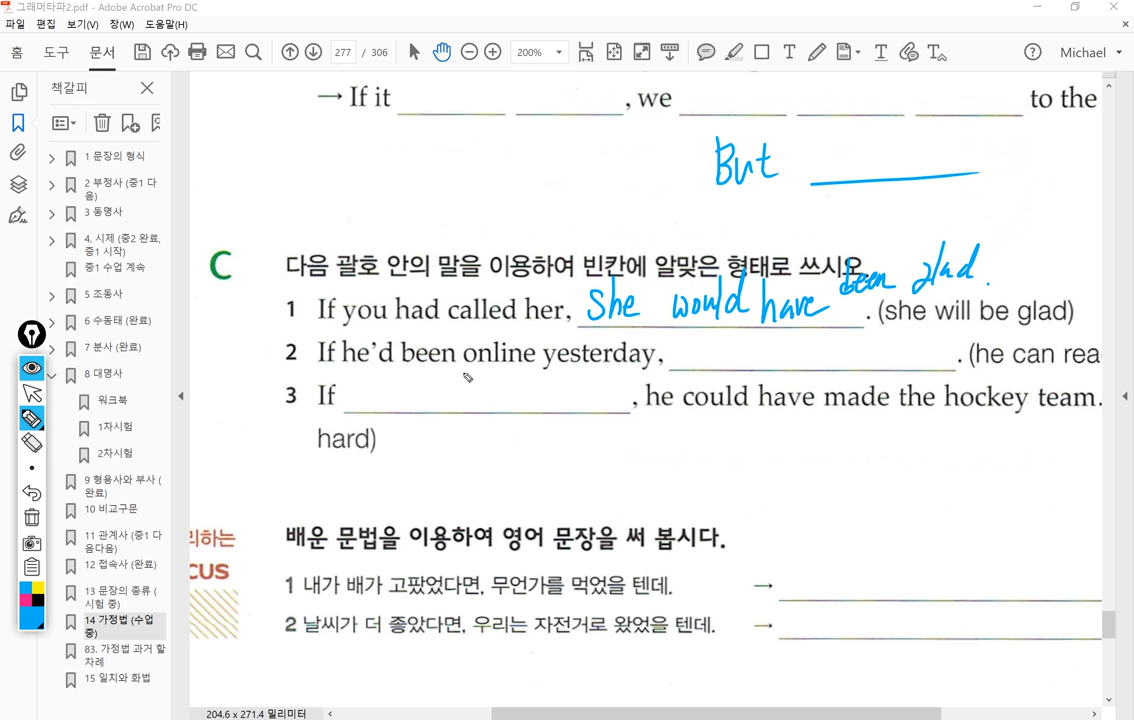 그래머타파2.pdf - Adobe Acrobat Pro DC
파일 편집 보기(V) 창(W) 도움말(H)
홈 도구 문서 277 / 306 200% Michael
책갈피
1 문장의 형식
2 부정사 (중1 다
음)
3 동명사
4. 시제 (중2 완료,
중1 시작)
중1 수업 계속
5 조동사
6 수동태 (완료)
7 분사 (완료)
8 대명사
워크북
1차시험
2차시험
9 형용사와 부사 (
완료)
10 비교구문
11 관계사 (중1 다
음다음)
12 접속사 (완료)
13 문장의 종류 (
시험 중)
14 가정법 (수업
중)
83. 가정법 과거 할
차례
15 일치와 화법
→ If it , we to the
But
C 다음 괄호 안의 말을 이용하여 빈칸에 알맞은 형태로 쓰시오.
1 If you had called her, she would have been glad. . (she will be glad)
2 If he'd been online yesterday, . (he can rea
3 If , he could have made the hockey team.
hard)
리하는
CUS
배운 문법을 이용하여 영어 문장을 써 봅시다.
1 내가 배가 고팠었다면, 무언가를 먹었을 텐데. →
2 날씨가 더 좋았다면, 우리는 자전거로 왔었을 텐데. →
204.6 x 271.4 밀리미터